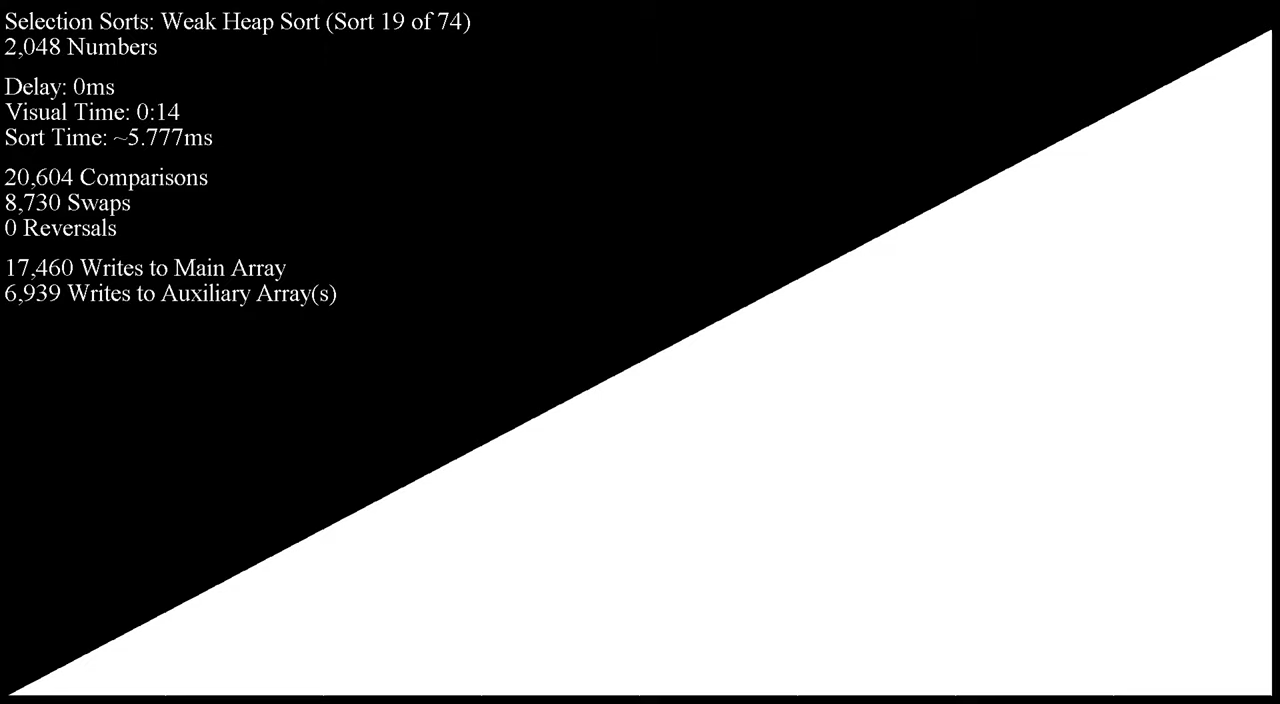 Selection Sorts: Weak Heap Sort (Sort 19 of 74)
2,048 Numbers
Delay: 0ms
Visual Time: 0:14
Sort Time: ~5.777ms
20,604 Comparisons
8,730 Swaps
0 Reversals
17,460 Writes to Main Array
6,939 Writes to Auxiliary Array(s)